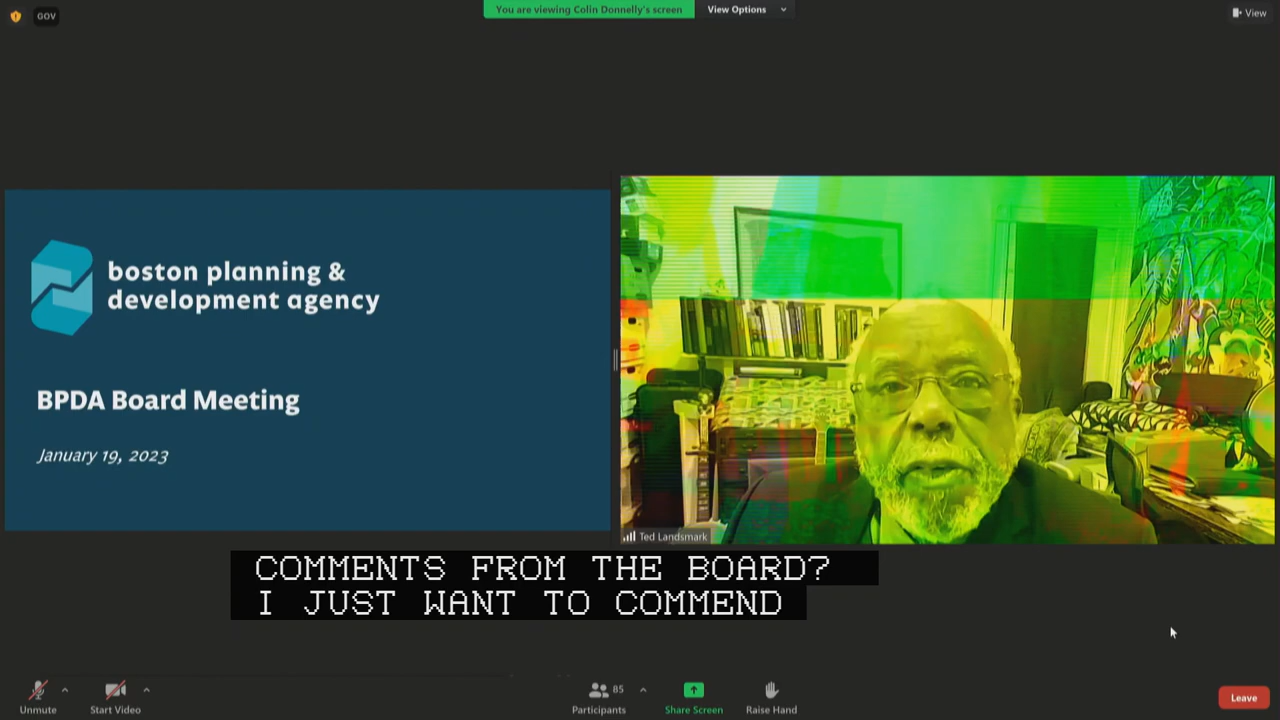 GOV
You are viewing Colin Donnelly's screen
View Options
View
boston planning &
development agency
BPDA Board Meeting
January 19, 2023
Ted Landsmark
COMMENTS FROM THE BOARD?
I JUST WANT TO COMMEND
Unmute
Start Video
85
Participants
Share Screen
Raise Hand
Leave